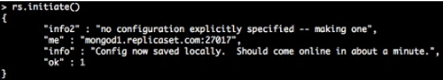 > rs.initiate()
{
"info2" : "no configuration explicitly specified -- making one",
"me" : "mongod1.replicaset.com:27017",
"info" : "Config now saved locally.  Should come online in about a minute.",
"ok" : 1
}